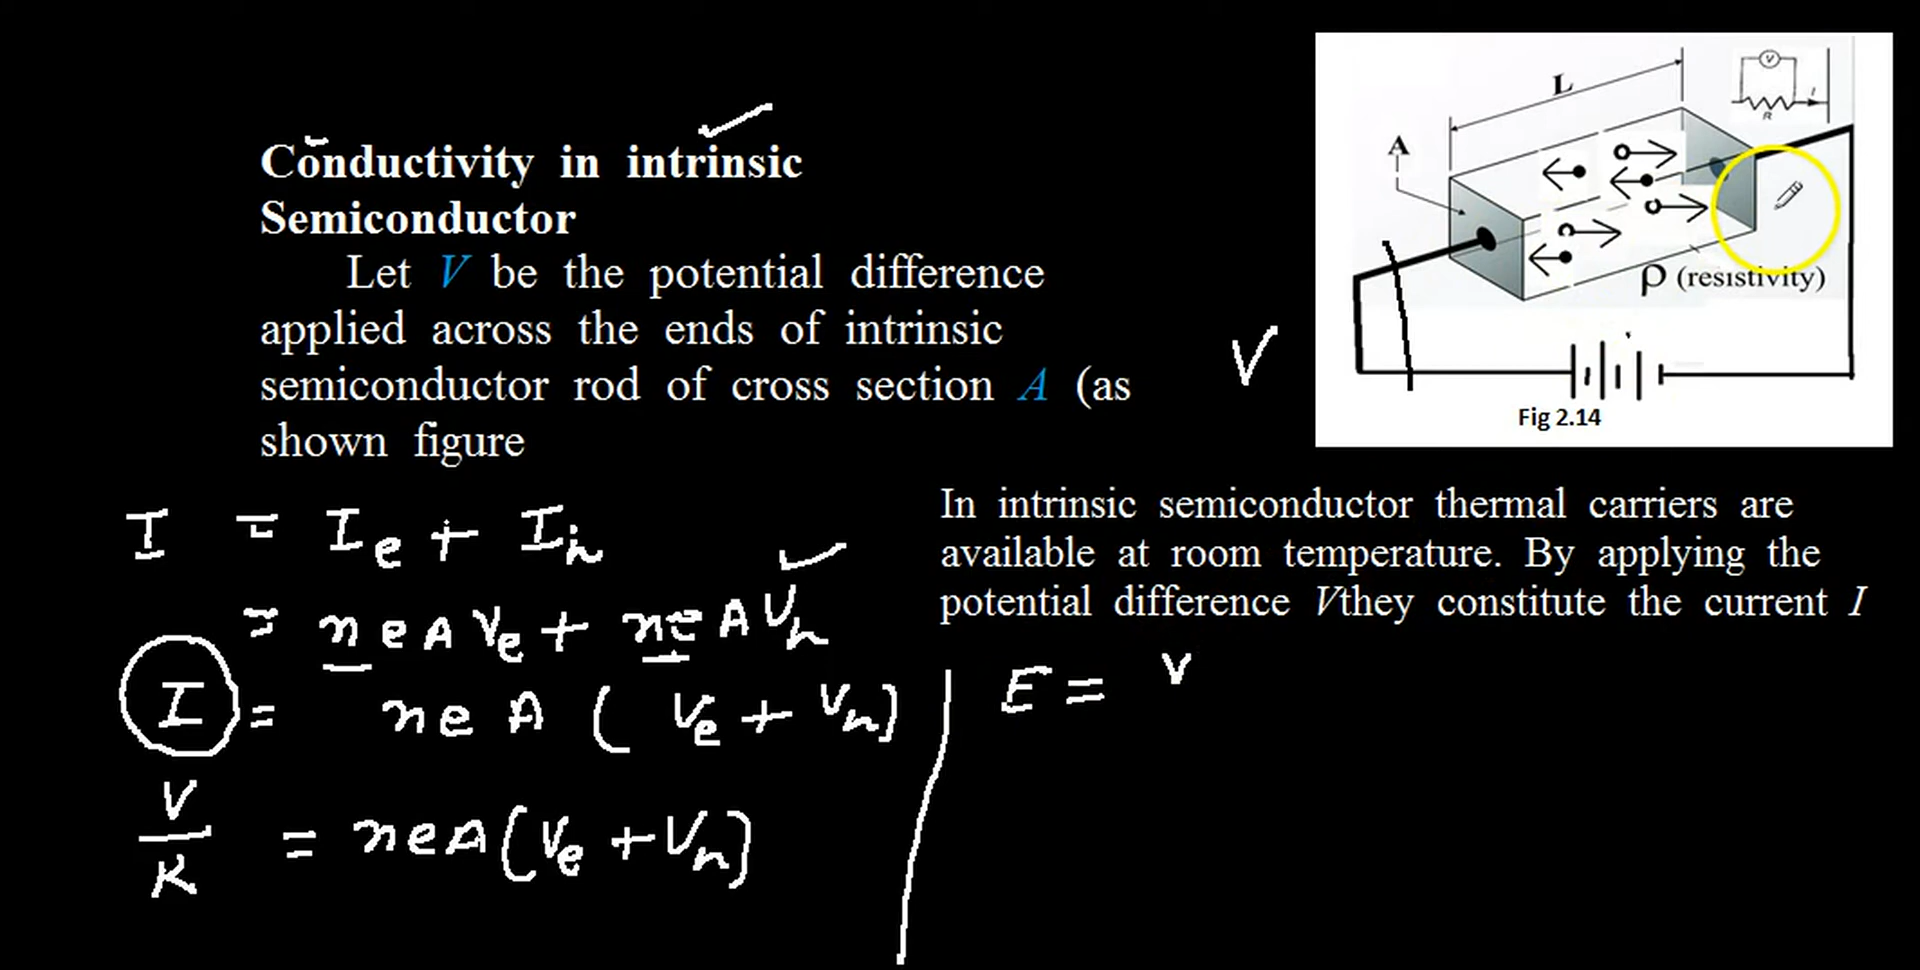 Conductivity in intrinsic
Semiconductor
Let V be the potential difference
applied across the ends of intrinsic
semiconductor rod of cross section A (as
shown figure
V
L
A
V
R
I
ρ (resistivity)
Fig 2.14
I = Ie + Ih
= neAVe + neAVh
I = neA (Ve + Vh)
V/R = neA(Ve + Vh)
In intrinsic semiconductor thermal carriers are
available at room temperature. By applying the
potential difference Vthey constitute the current I
E = V